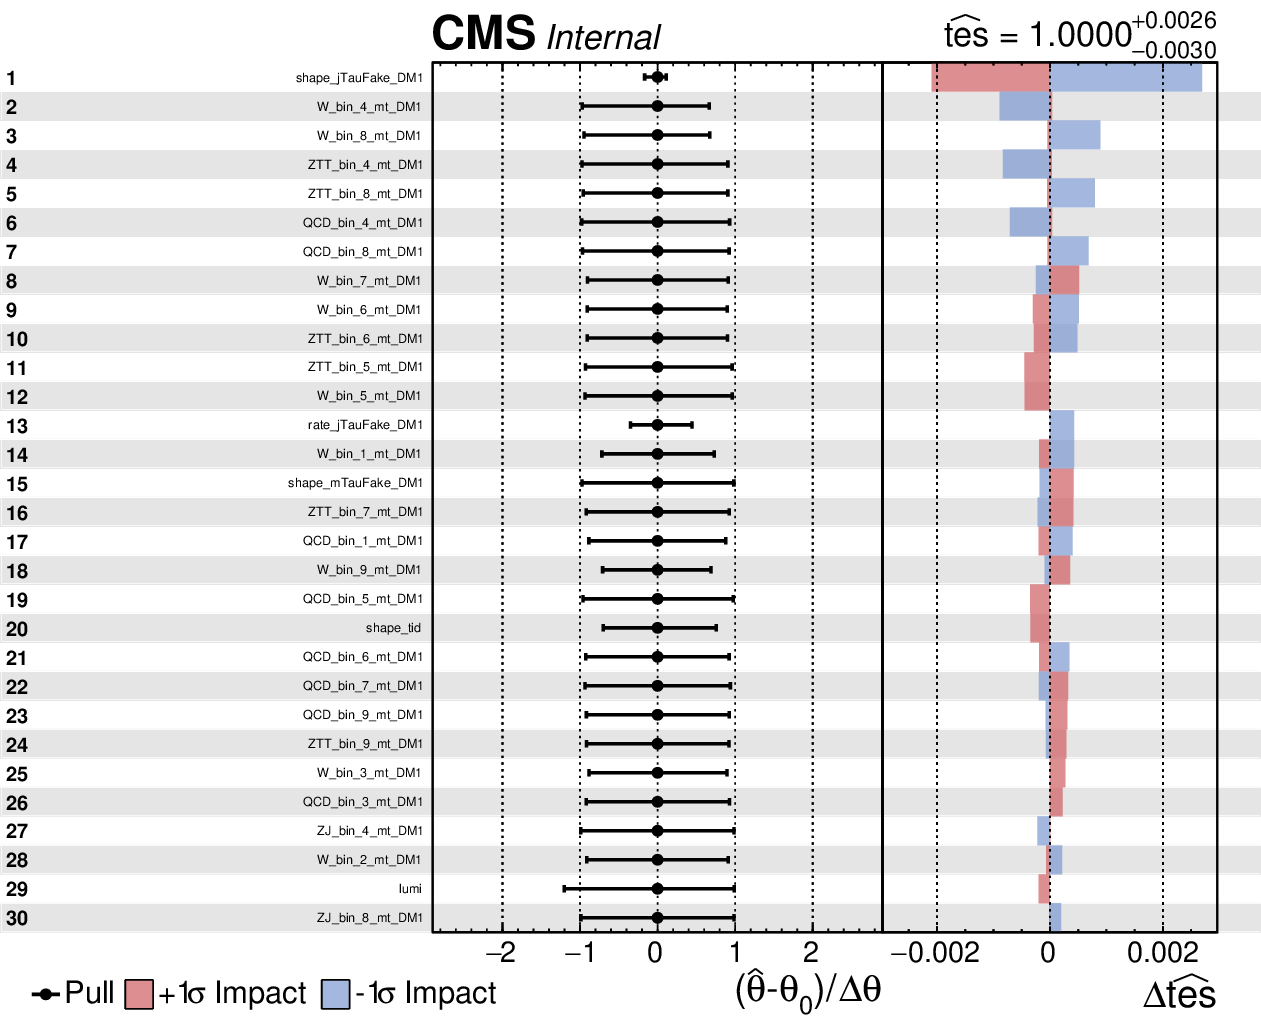 CMS Internal
t͡es = 1.0000 +0.0026 −0.0030
1 shape_jTauFake_DM1
2 W_bin_4_mt_DM1
3 W_bin_8_mt_DM1
4 ZTT_bin_4_mt_DM1
5 ZTT_bin_8_mt_DM1
6 QCD_bin_4_mt_DM1
7 QCD_bin_8_mt_DM1
8 W_bin_7_mt_DM1
9 W_bin_6_mt_DM1
10 ZTT_bin_6_mt_DM1
11 ZTT_bin_5_mt_DM1
12 W_bin_5_mt_DM1
13 rate_jTauFake_DM1
14 W_bin_1_mt_DM1
15 shape_mTauFake_DM1
16 ZTT_bin_7_mt_DM1
17 QCD_bin_1_mt_DM1
18 W_bin_9_mt_DM1
19 QCD_bin_5_mt_DM1
20 shape_tid
21 QCD_bin_6_mt_DM1
22 QCD_bin_7_mt_DM1
23 QCD_bin_9_mt_DM1
24 ZTT_bin_9_mt_DM1
25 W_bin_3_mt_DM1
26 QCD_bin_3_mt_DM1
27 ZJ_bin_4_mt_DM1
28 W_bin_2_mt_DM1
29 lumi
30 ZJ_bin_8_mt_DM1
−2 −1 0 1 2 −0.002 0 0.002
Pull +1σ Impact -1σ Impact
(θ̂-θ₀)/Δθ
Δt͡es